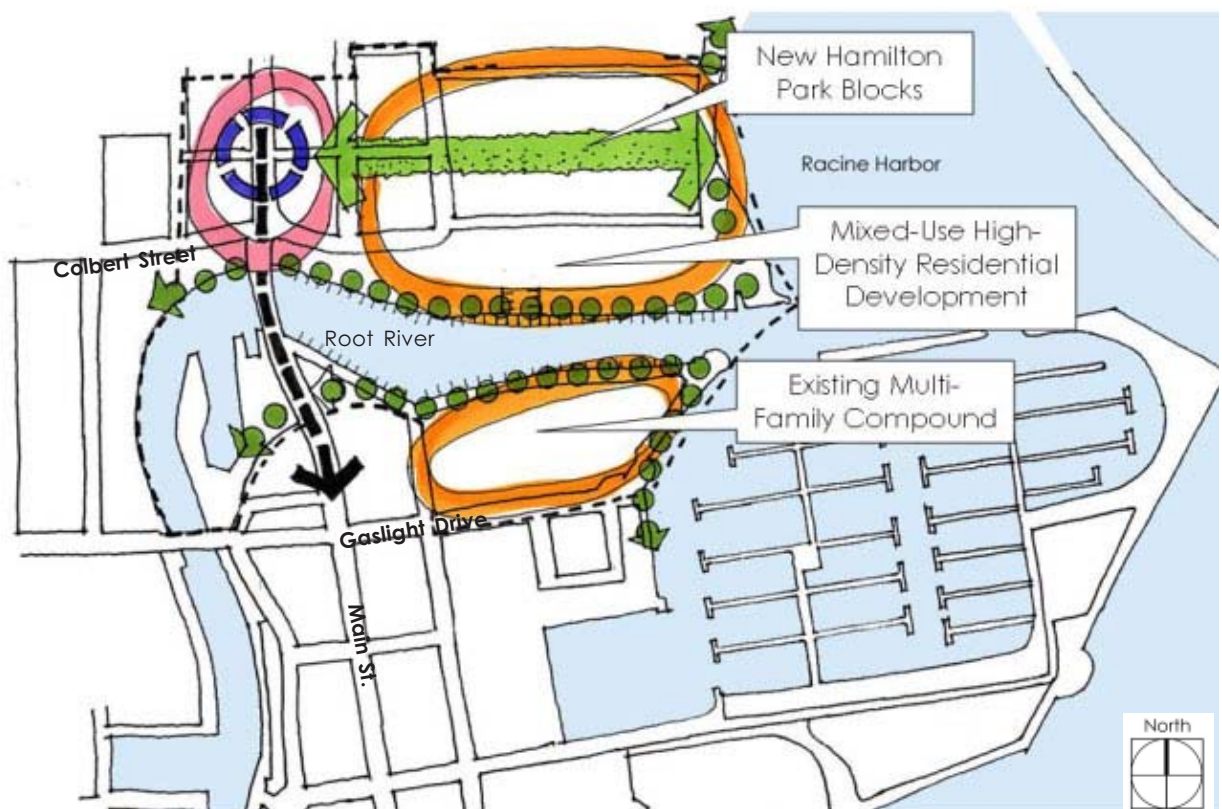 New Hamilton
Park Blocks
Racine Harbor
Mixed-Use High-
Density Residential
Development
Colbert Street
Root River
Existing Multi-
Family Compound
Gaslight Drive
Main St.
North